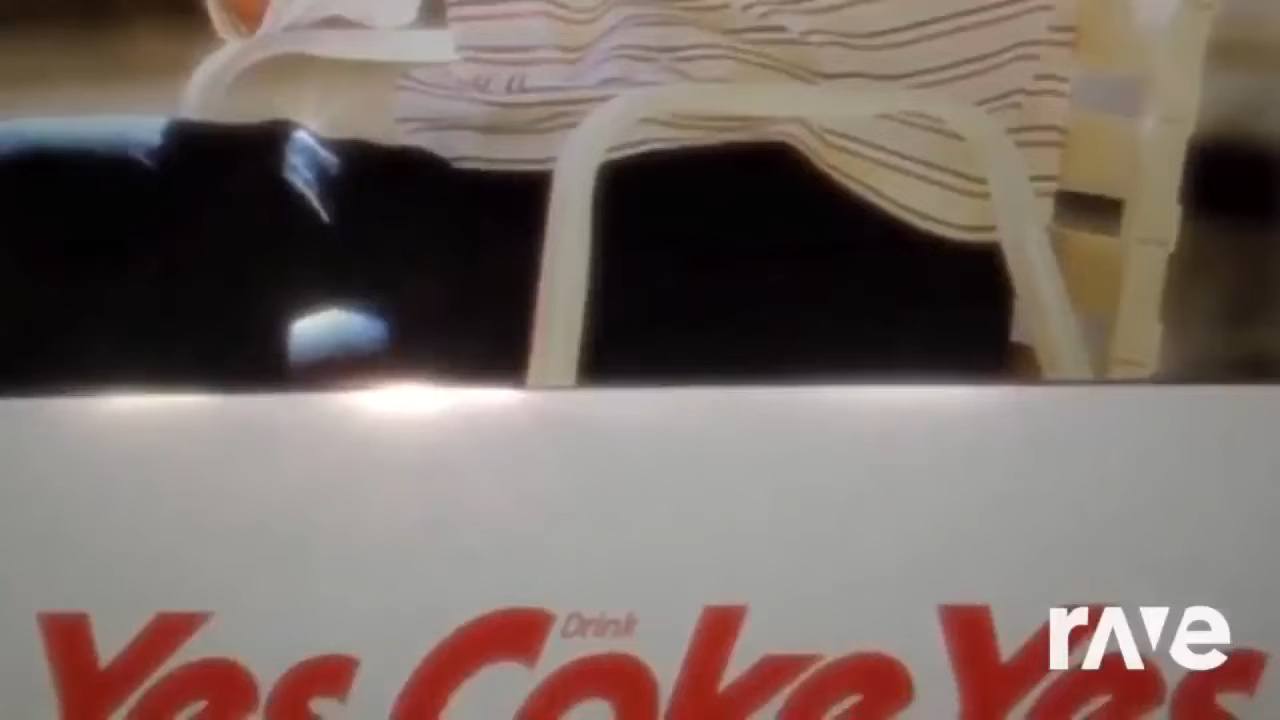 Drink
Yes Coke Yes
rave